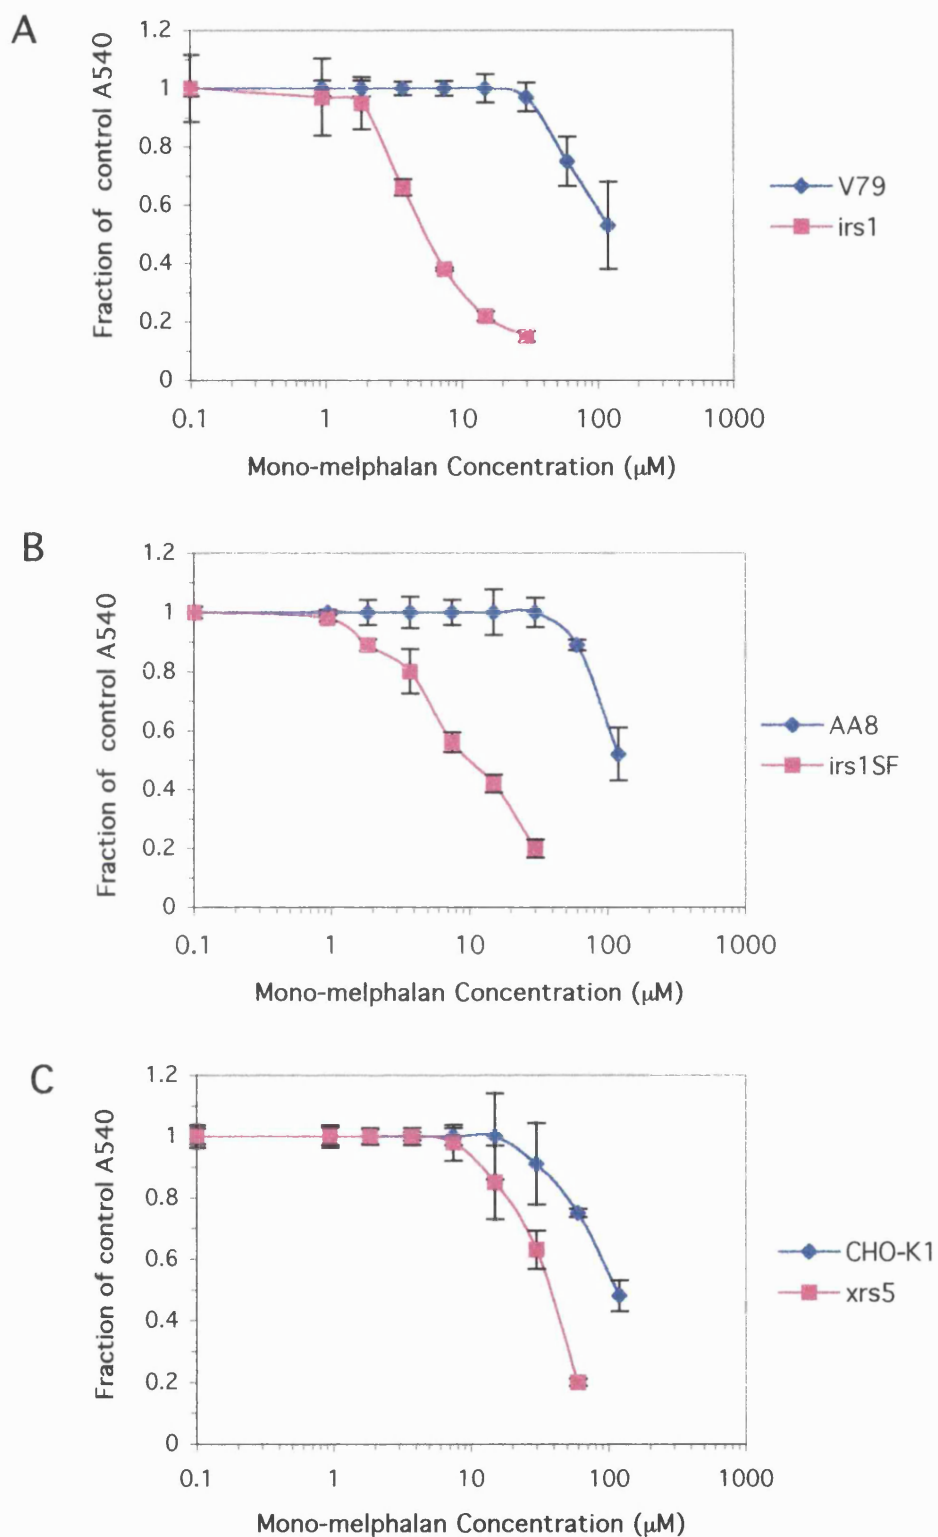 A
1.2
1
0.8
0.6
0.4
0.2
0
Fraction of control A540
0.1 1 10 100 1000
Mono-melphalan Concentration (µM)
V79
irs1
B
1.2
1
0.8
0.6
0.4
0.2
0
Fraction of control A540
0.1 1 10 100 1000
Mono-melphalan Concentration (µM)
AA8
irs1SF
C
1.2
1
0.8
0.6
0.4
0.2
0
Fraction of control A540
0.1 1 10 100 1000
Mono-melphalan Concentration (µM)
CHO-K1
xrs5